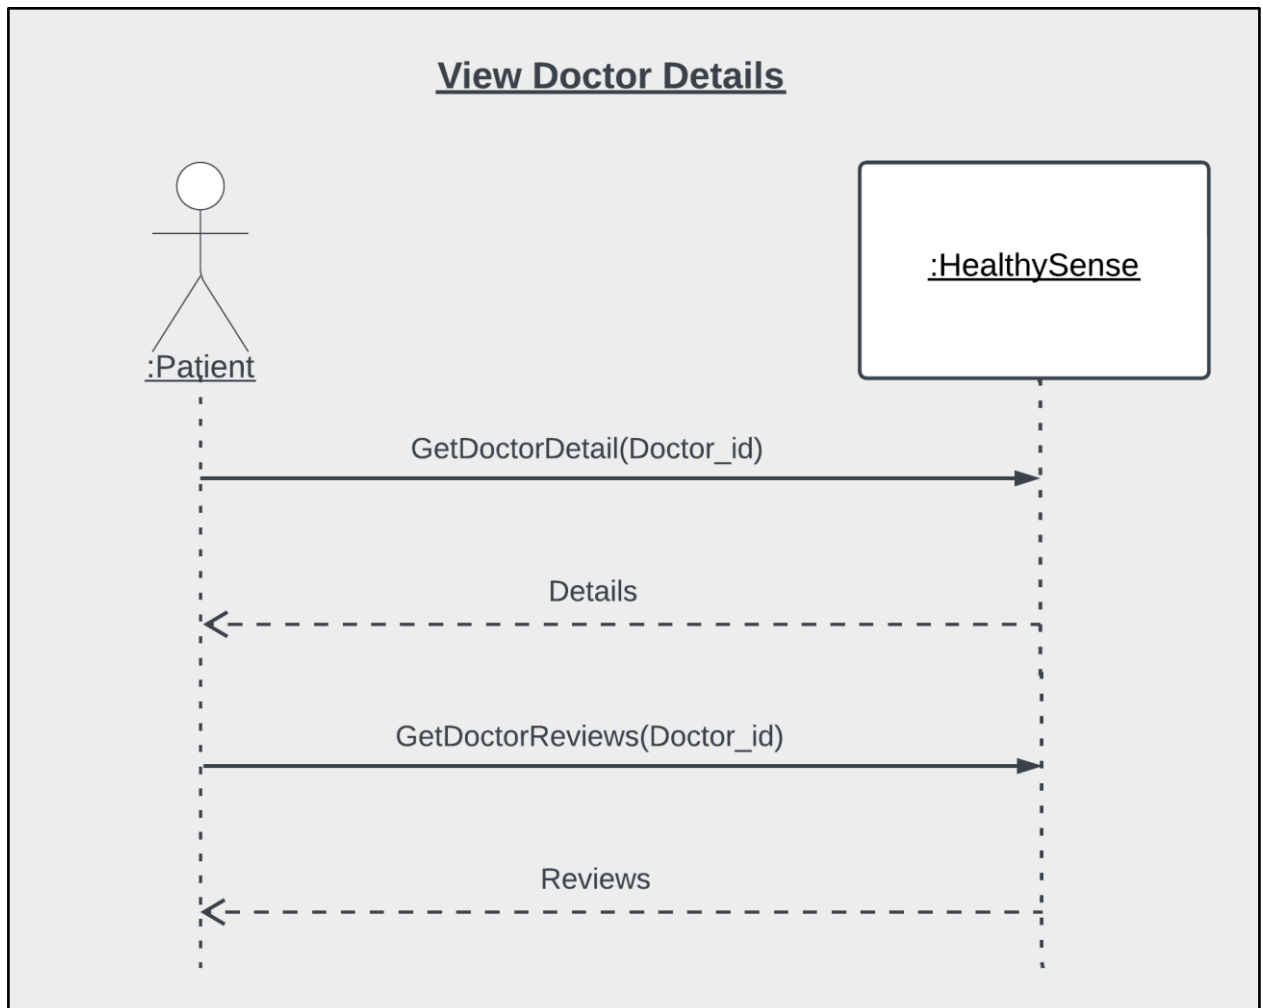 View Doctor Details
:HealthySense
:Patient
GetDoctorDetail(Doctor_id)
Details
GetDoctorReviews(Doctor_id)
Reviews